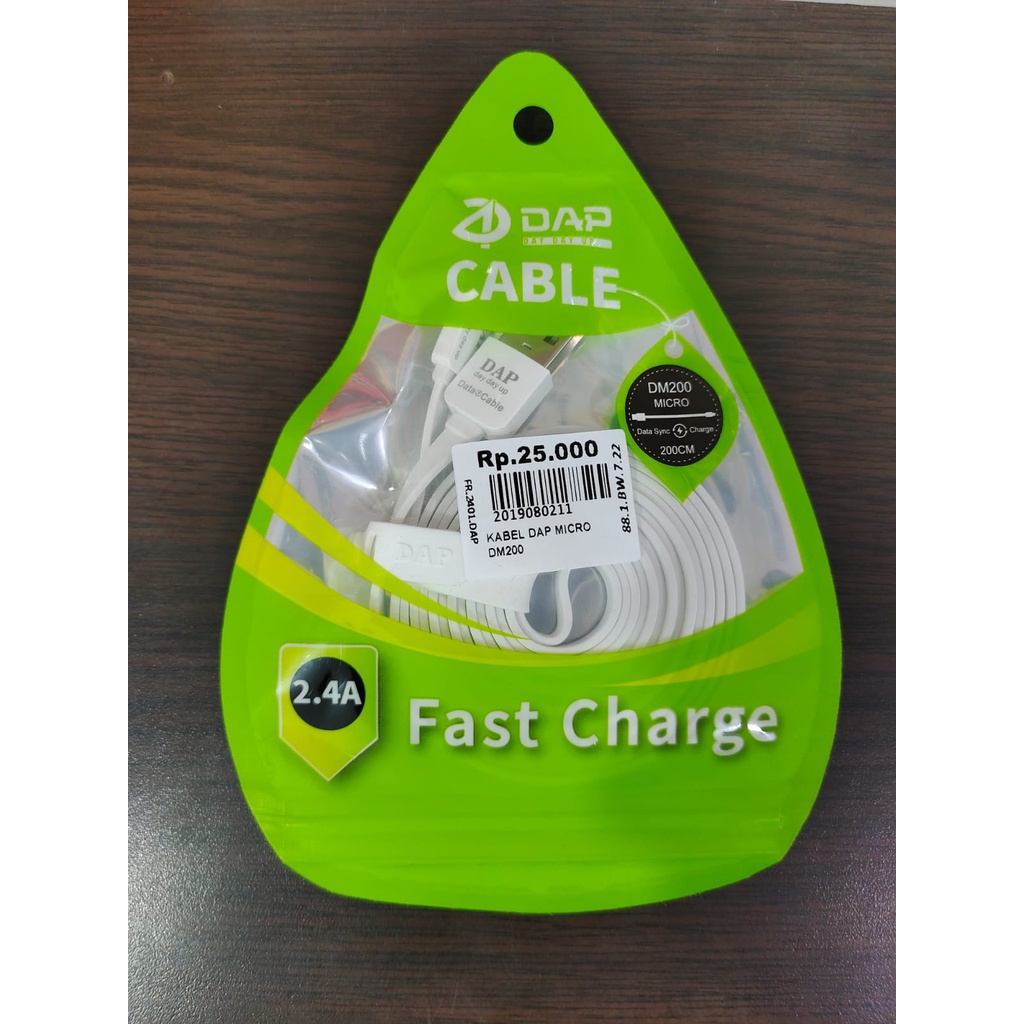 DAP
DAY DAY UP
CABLE
DAP
day day up
Data Cable
DM200
MICRO
Data Sync Charge
200CM
Rp.25.000
2019080211
KABEL DAP MICRO
DM200
FR.2401.DAP
88.1.BW.7.22
DAP
2.4A
Fast Charge